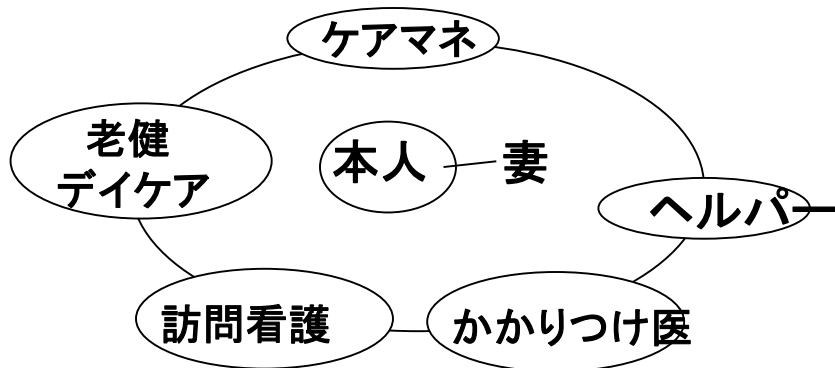 ケアマネ
老健
デイケア
本人
妻
ヘルパー
訪問看護
かかりつけ医